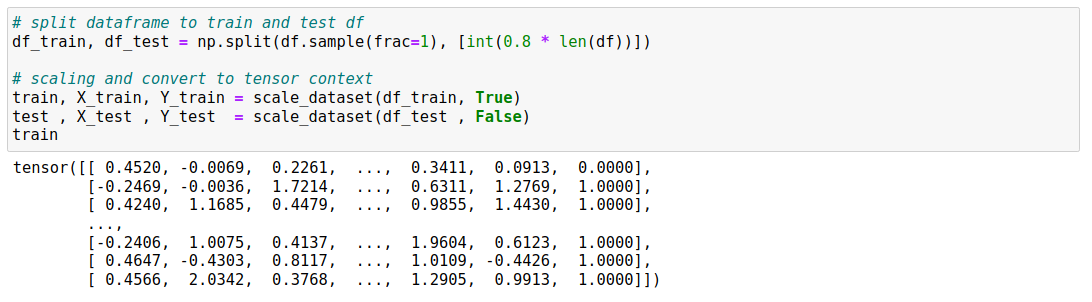 # split dataframe to train and test df
df_train, df_test = np.split(df.sample(frac=1), [int(0.8 * len(df))])

# scaling and convert to tensor context
train, X_train, Y_train = scale_dataset(df_train, True)
test , X_test , Y_test  = scale_dataset(df_test , False)
train
tensor([[ 0.4520, -0.0069,  0.2261,  ...,  0.3411,  0.0913,  0.0000],
        [-0.2469, -0.0036,  1.7214,  ...,  0.6311,  1.2769,  1.0000],
        [ 0.4240,  1.1685,  0.4479,  ...,  0.9855,  1.4430,  1.0000],
        ...,
        [-0.2406,  1.0075,  0.4137,  ...,  1.9604,  0.6123,  1.0000],
        [ 0.4647, -0.4303,  0.8117,  ...,  1.0109, -0.4426,  1.0000],
        [ 0.4566,  2.0342,  0.3768,  ...,  1.2905,  0.9913,  1.0000]])